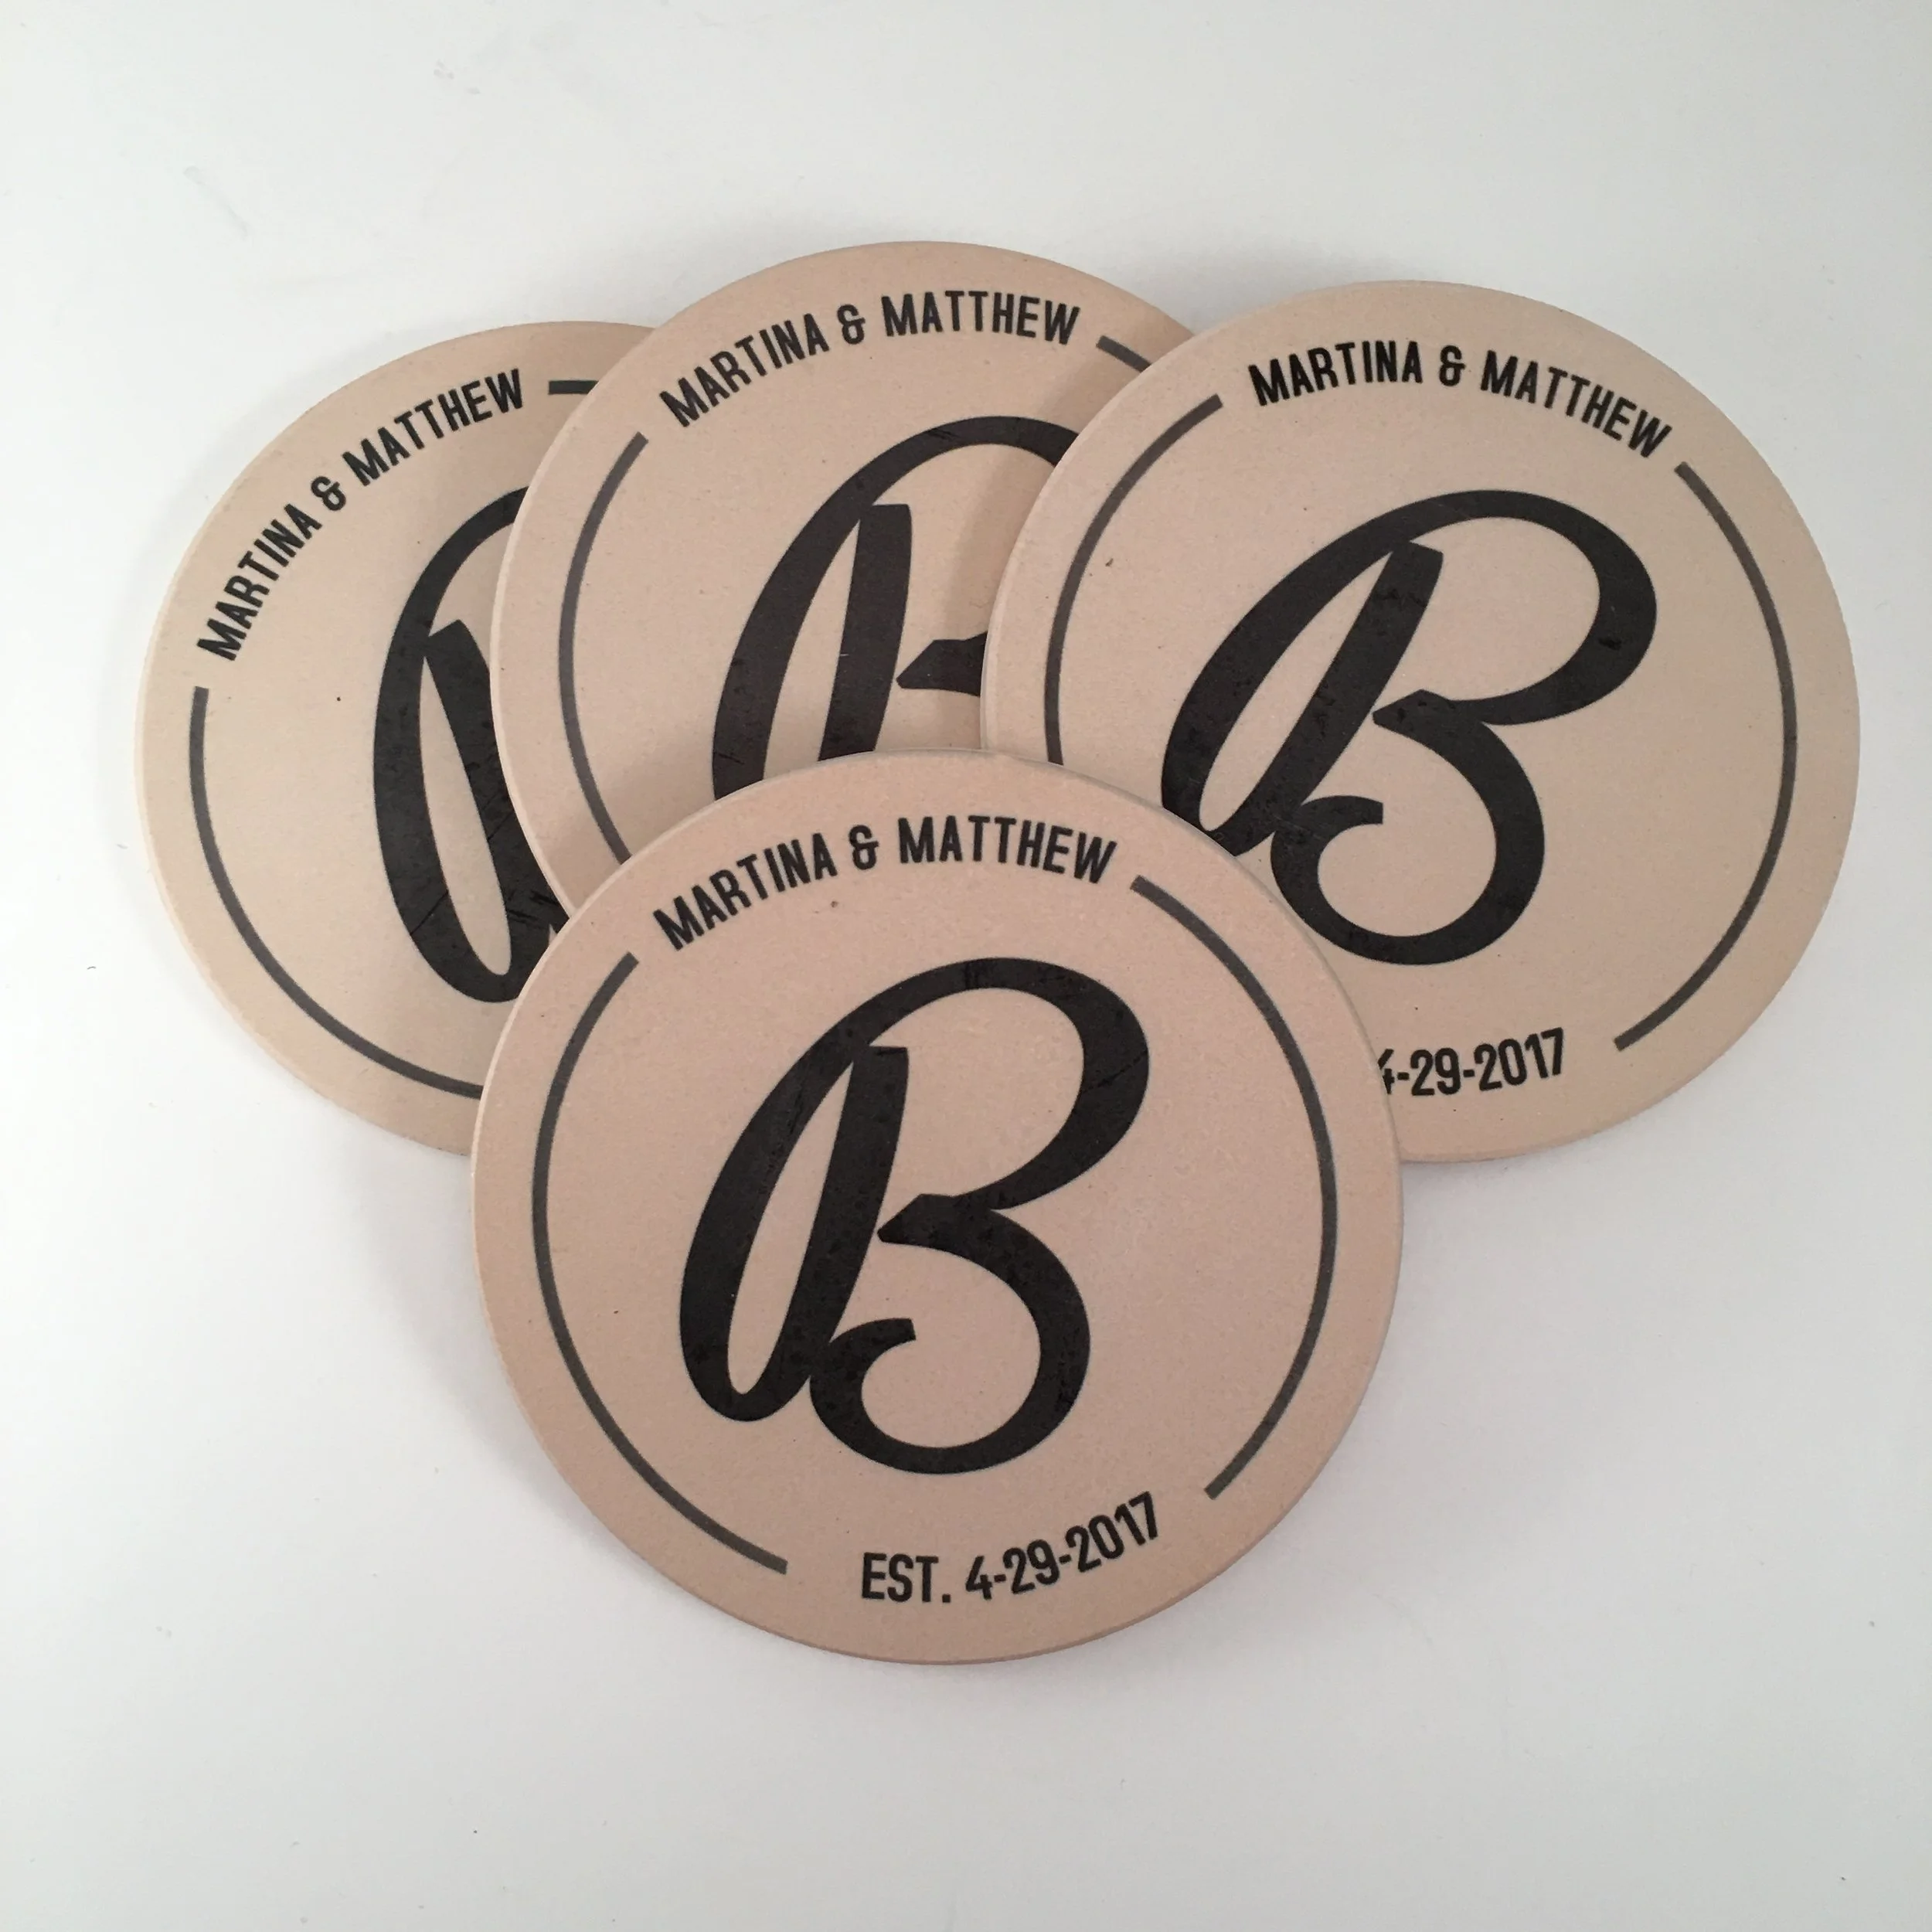 MARTINA & MATTHEW
MARTINA & MATTHEW
B
MARTINA & MATTHEW
B
4-29-2017
MARTINA & MATTHEW
B
EST. 4-29-2017